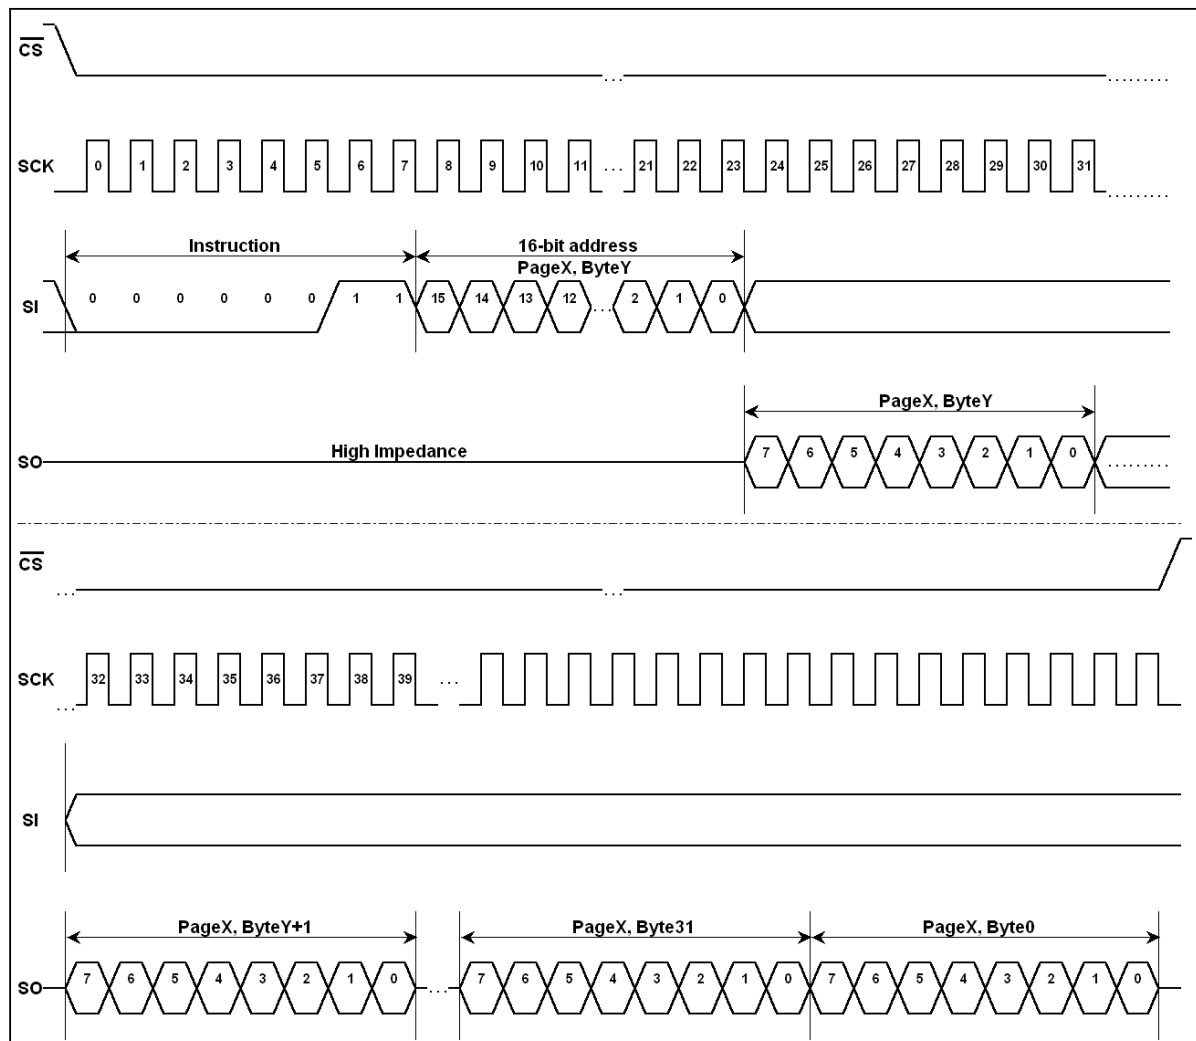 CS
SCK 0 1 2 3 4 5 6 7 8 9 10 11 ... 21 22 23 24 25 26 27 28 29 30 31
Instruction 16-bit address
PageX, ByteY
SI 0 0 0 0 0 0 1 1 15 14 13 12 ... 2 1 0
PageX, ByteY
High Impedance
SO 7 6 5 4 3 2 1 0
CS
SCK 32 33 34 35 36 37 38 39 ...
SI
PageX, ByteY+1 PageX, Byte31 PageX, Byte0
SO 7 6 5 4 3 2 1 0 ... 7 6 5 4 3 2 1 0 7 6 5 4 3 2 1 0